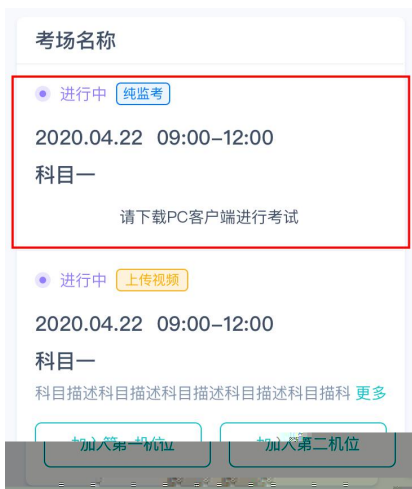 考场名称
进行中 纯监考
2020.04.22 09:00-12:00
科目一
请下载PC客户端进行考试
进行中 上传视频
2020.04.22 09:00-12:00
科目一
科目描述科目描述科目描述科目描述科目描科 更多
加入第一机位 加入第二机位